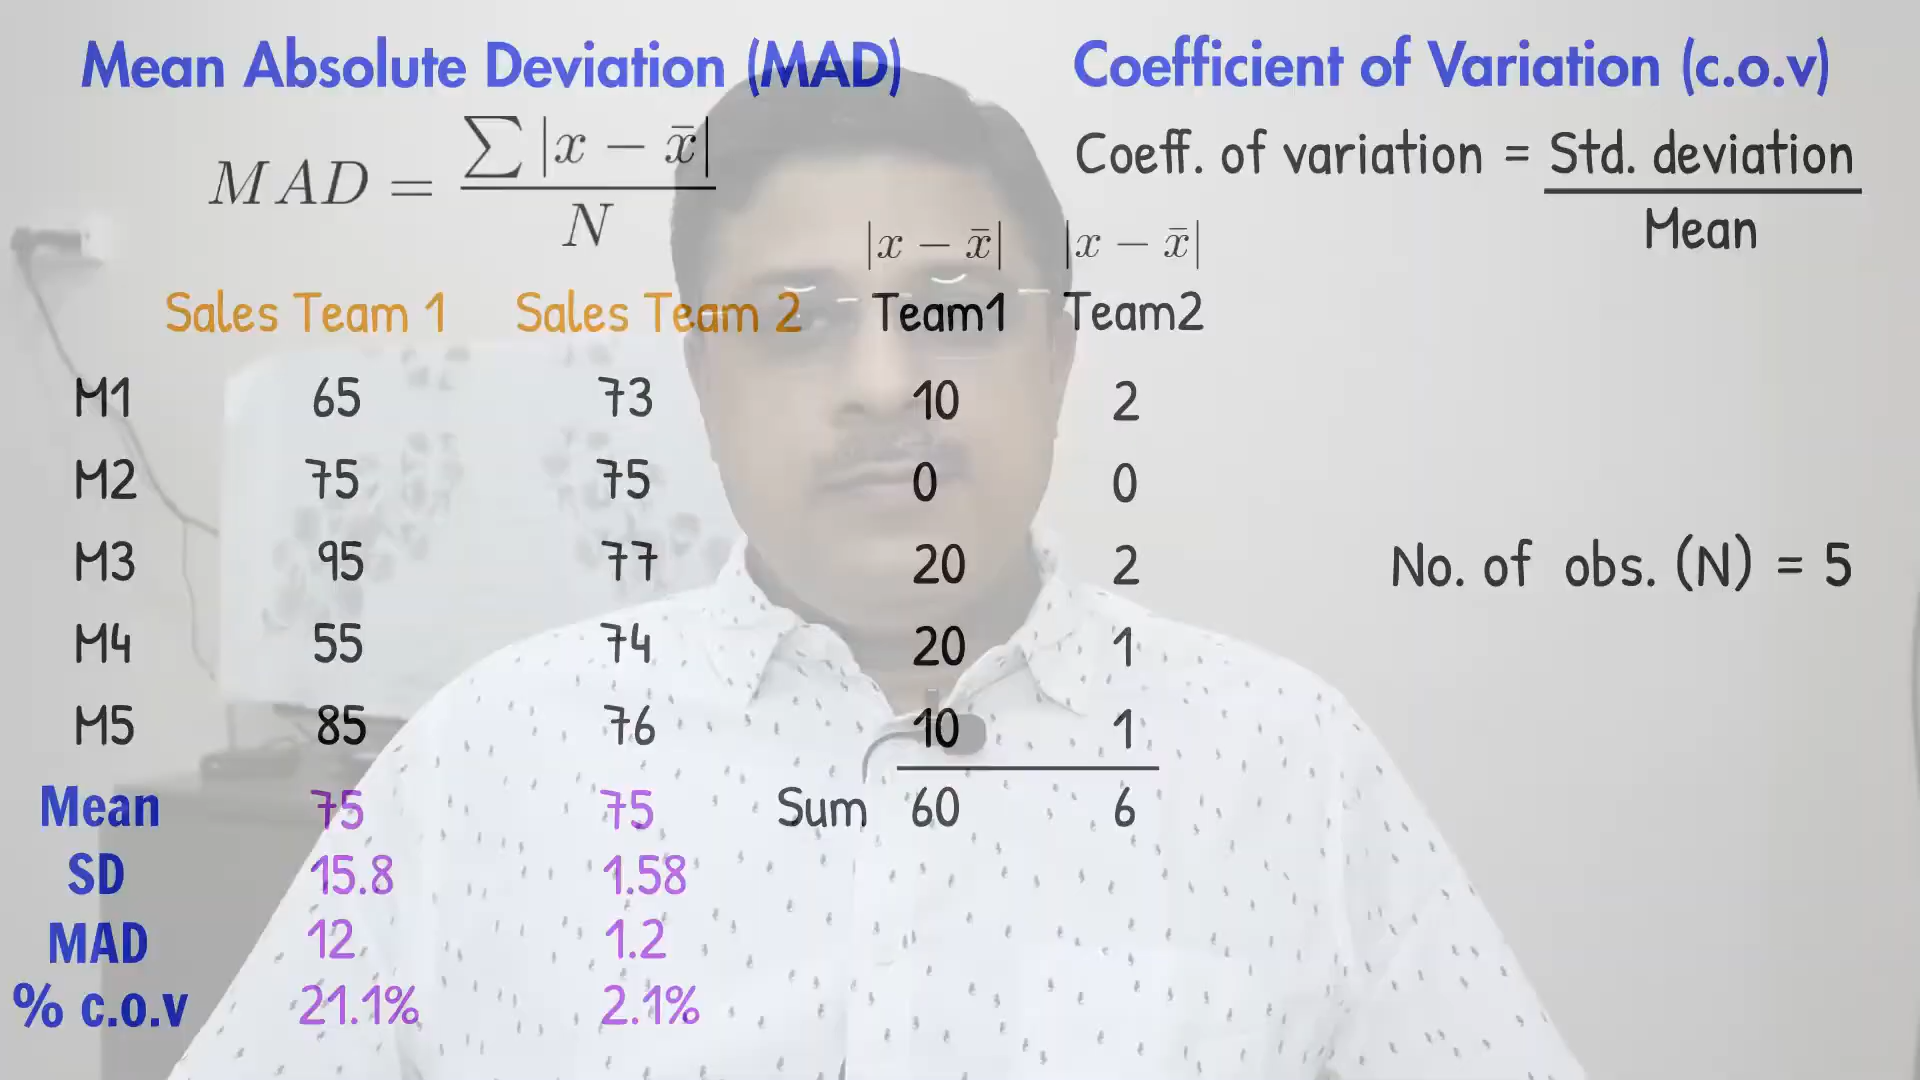 Mean Absolute Deviation (MAD) Coefficient of Variation (c.o.v)
MAD = ∑|x − x̄| / N
Coeff. of variation = Std. deviation / Mean
|x − x̄| |x − x̄|
Sales Team 1 Sales Team 2 Team1 Team2
M1 65 73 10 2
M2 75 75 0 0
M3 95 77 20 2
No. of obs. (N) = 5
M4 55 74 20 1
M5 85 76 10 1
Mean 75 75 Sum 60 6
SD 15.8 1.58
MAD 12 1.2
% c.o.v 21.1% 2.1%